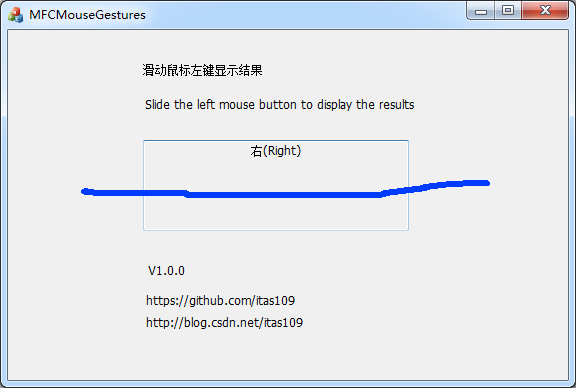 MFCMouseGestures
滑动鼠标左键显示结果
Slide the left mouse button to display the results
右(Right)
V1.0.0
https://github.com/itas109
http://blog.csdn.net/itas109